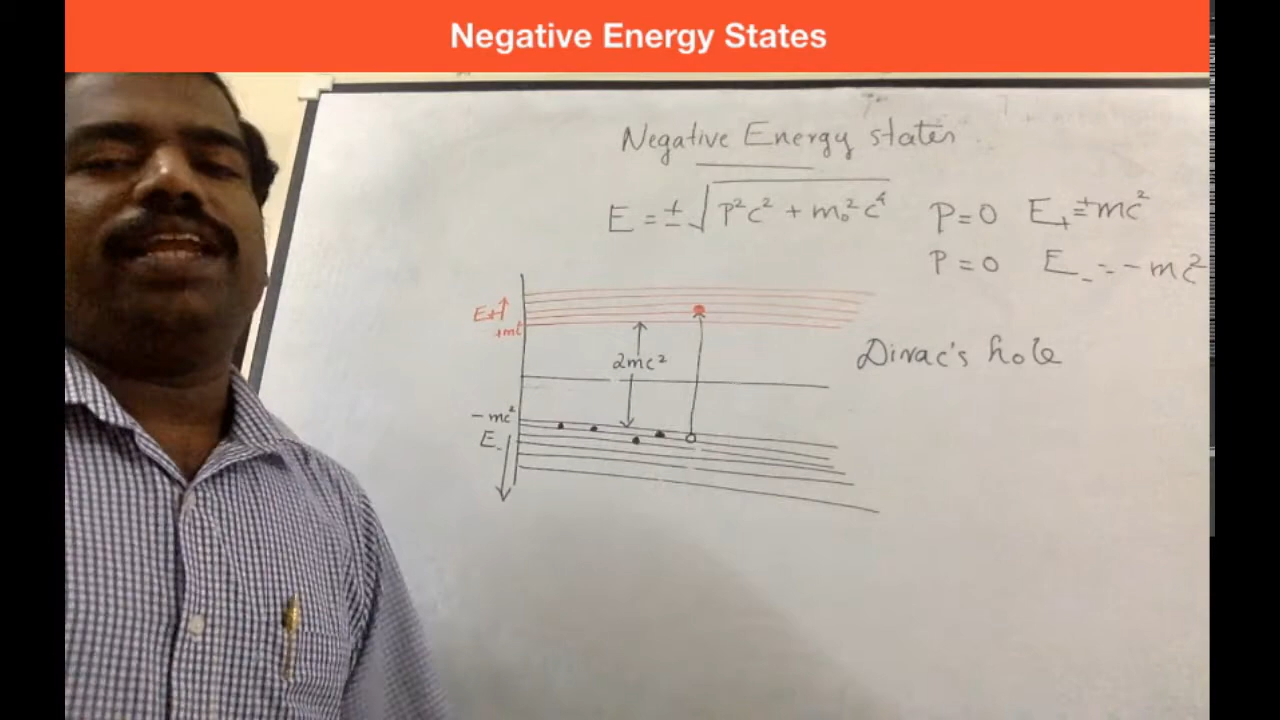 Negative Energy States
Negative Energy states
E = ± √P²c² + m₀²c⁴ P=0 E₊ = +mc²
P = 0 E₋ = - mc²
E+
+mc²
2mc²
Dirac's hole
- mc²
E₋